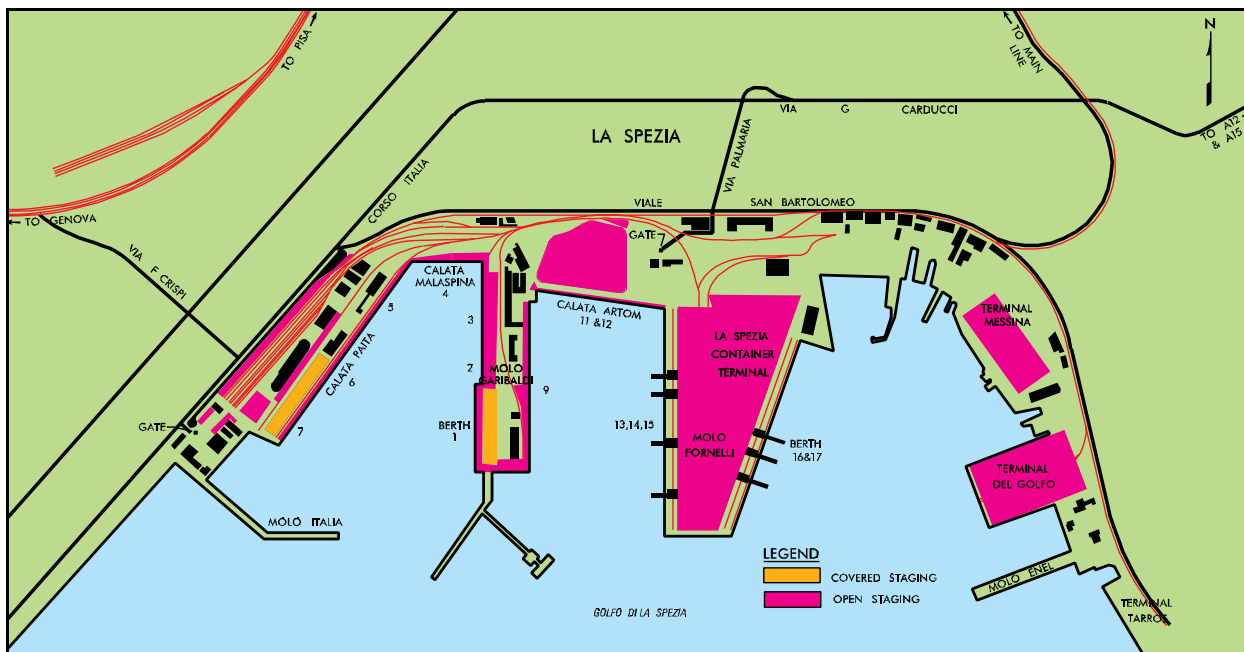 TO PISA
TO MAIN
LINE
N
VIA G CARDUCCI
TO A12
& A15
LA SPEZIA
VIA PALMARIA
CORSO ITALIA
TO GENOVA
VIALE SAN BARTOLOMEO
GATE
VIA F CRISPI
CALATA
MALASPINA
4
5
3
CALATA ARTOM
11 &12
TERMINAL
MESSINA
LA SPEZIA
CONTAINER
TERMINAL
CALATA PAITA
6
2
MOLO
GARIBALDI
9
7
GATE
BERTH
1
13,14,15
MOLO
FORNELLI
BERTH
16&17
TERMINAL
DEL GOLFO
MOLO ITALIA
LEGEND
COVERED STAGING
OPEN STAGING
MOLO ENEL
GOLFO DI LA SPEZIA
TERMINAL
TARROS